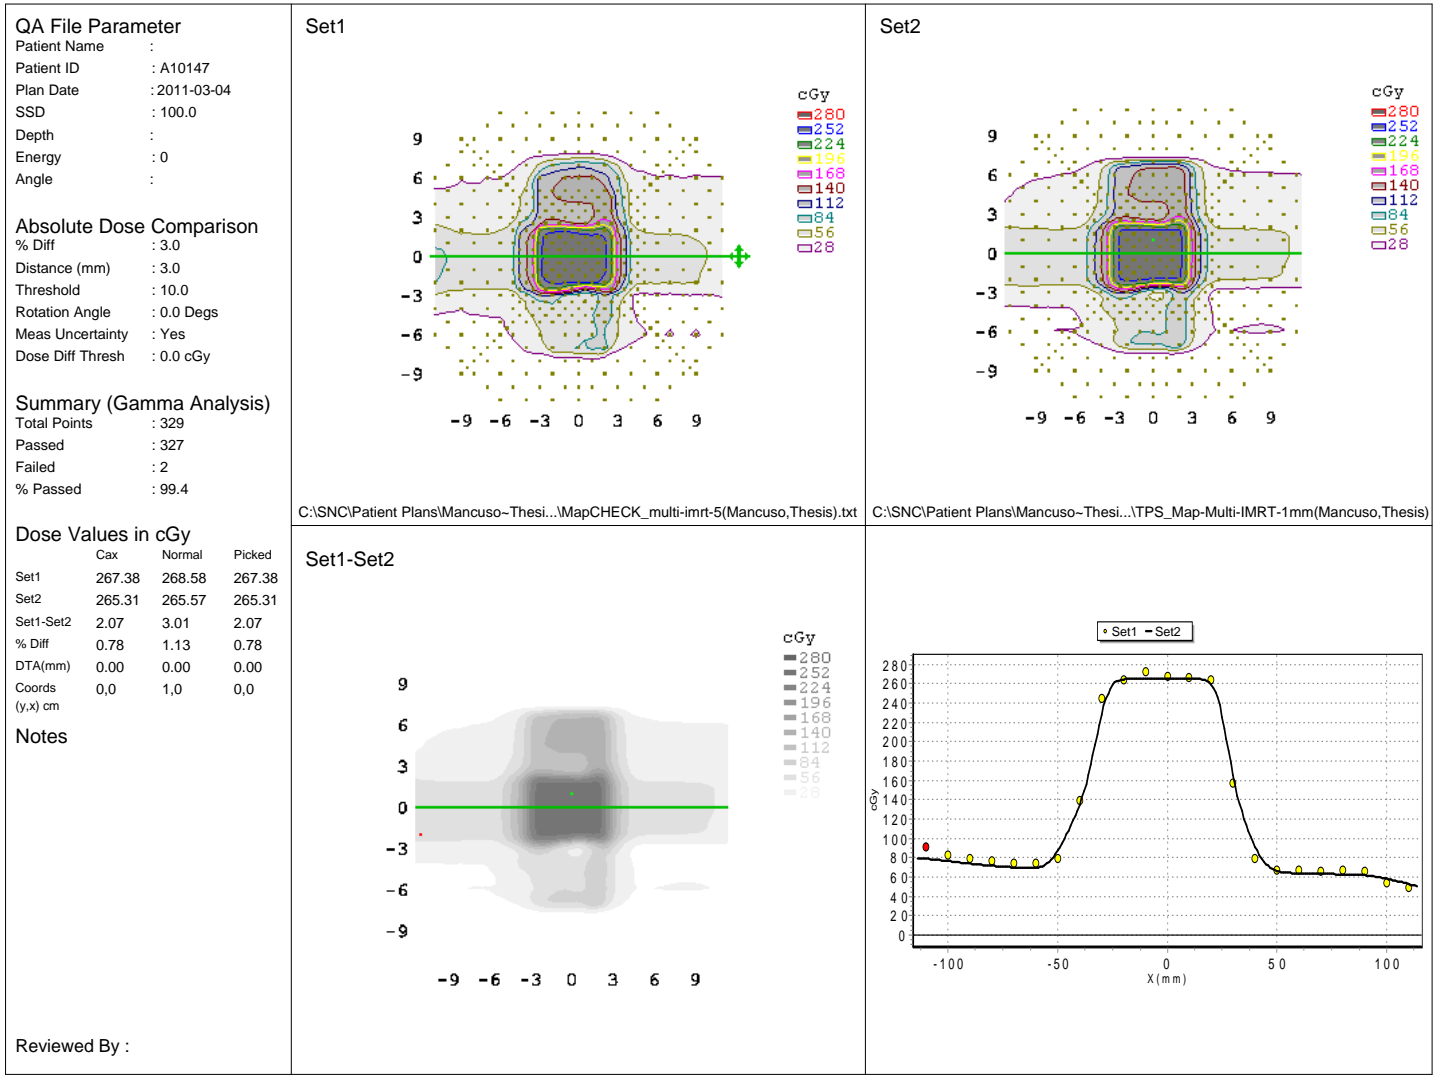 QA File Parameter
Patient Name :
Patient ID : A10147
Plan Date : 2011-03-04
SSD : 100.0
Depth :
Energy : 0
Angle :
Absolute Dose Comparison
% Diff : 3.0
Distance (mm) : 3.0
Threshold : 10.0
Rotation Angle : 0.0 Degs
Meas Uncertainty : Yes
Dose Diff Thresh : 0.0 cGy
Summary (Gamma Analysis)
Total Points : 329
Passed : 327
Failed : 2
% Passed : 99.4
Dose Values in cGy
Cax Normal Picked
Set1 267.38 268.58 267.38
Set2 265.31 265.57 265.31
Set1-Set2 2.07 3.01 2.07
% Diff 0.78 1.13 0.78
DTA(mm) 0.00 0.00 0.00
Coords 0,0 1,0 0,0
(y,x) cm
Notes
Reviewed By :
Set1
cGy
280
252
224
196
168
140
112
84
56
28
9
6
3
0
-3
-6
-9
-9 -6 -3 0 3 6 9
C:\SNC\Patient Plans\Mancuso~Thesi...\MapCHECK_multi-imrt-5(Mancuso,Thesis).txt
Set2
cGy
280
252
224
196
168
140
112
84
56
28
9
6
3
0
-3
-6
-9
-9 -6 -3 0 3 6 9
C:\SNC\Patient Plans\Mancuso~Thesi...\TPS_Map-Multi-IMRT-1mm(Mancuso,Thesis)
Set1-Set2
cGy
280
252
224
196
168
140
112
84
56
28
9
6
3
0
-3
-6
-9
-9 -6 -3 0 3 6 9
Set1 Set2
280
260
240
220
200
180
160
140
120
100
80
60
40
20
0
cGy
-100 -50 0 50 100
X(mm)